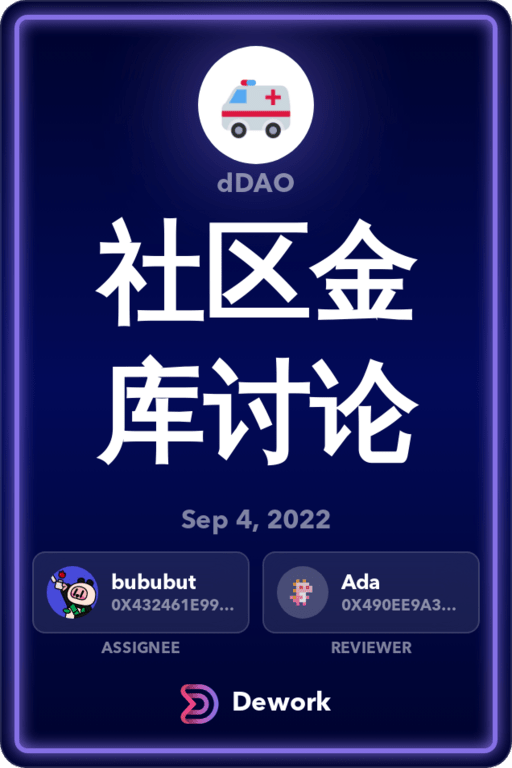 dDAO
社区金
库讨论
Sep 4, 2022
bububut
0X432461E99...
Ada
0X490EE9A3...
ASSIGNEE
REVIEWER
Dework